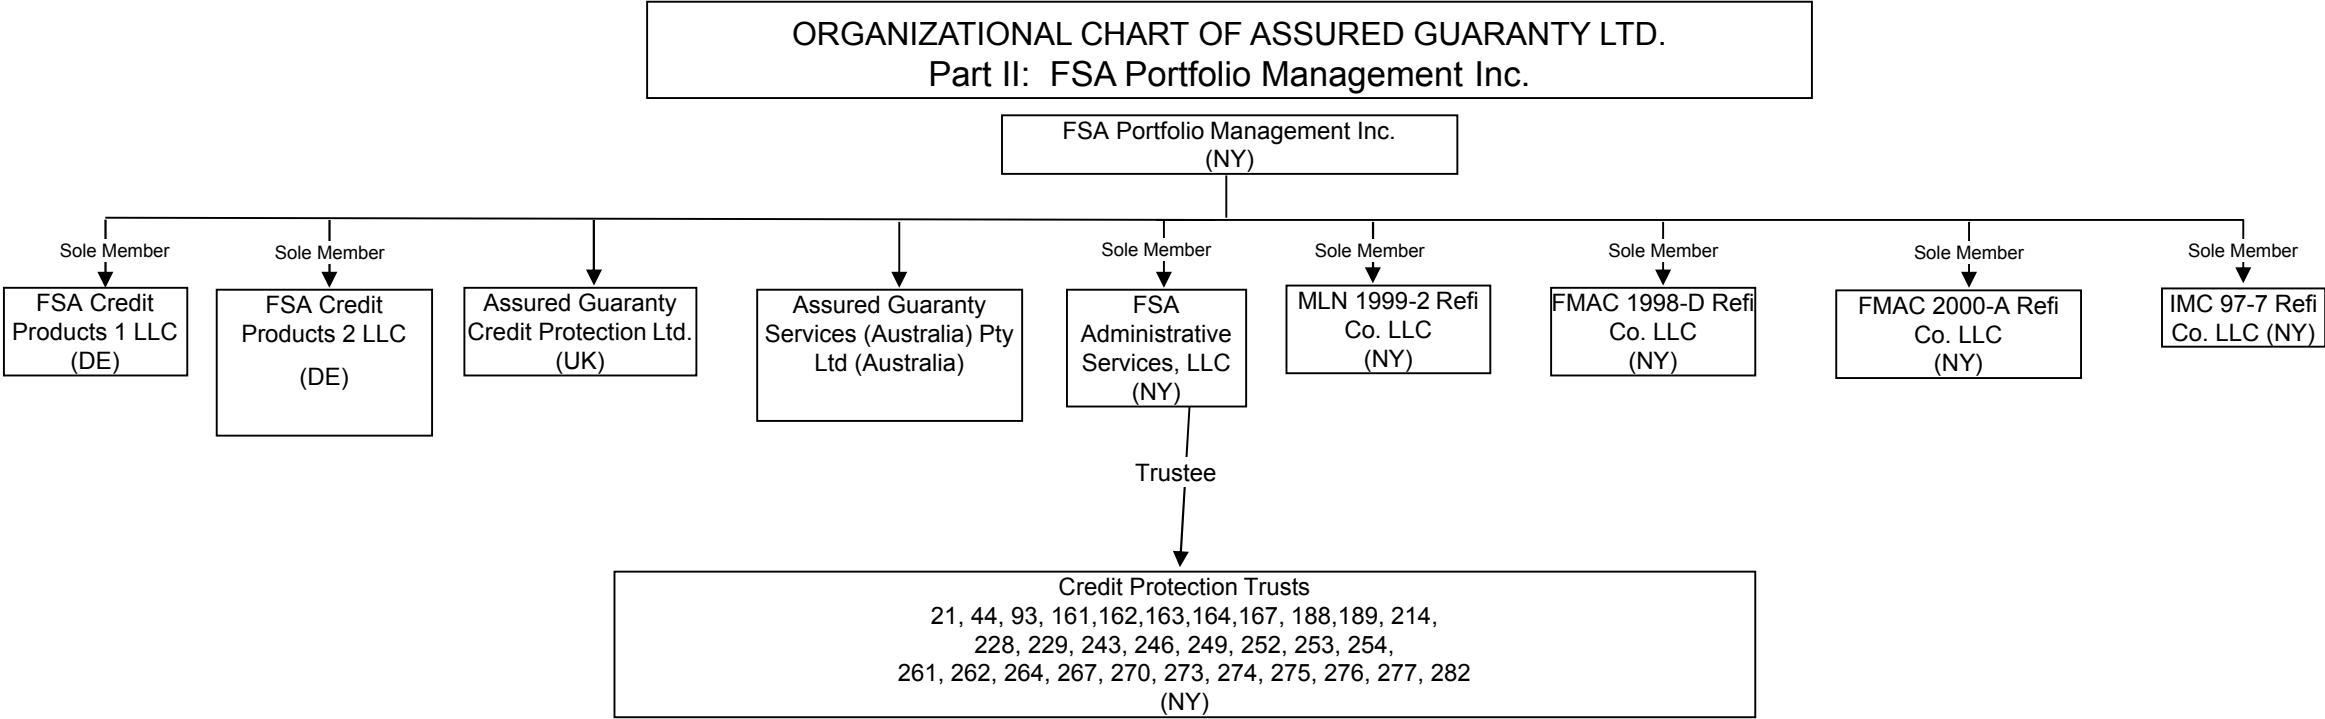 ORGANIZATIONAL CHART OF ASSURED GUARANTY LTD.
Part II: FSA Portfolio Management Inc.
FSA Portfolio Management Inc.
(NY)
Sole Member
Sole Member
Sole Member
Sole Member
Sole Member
Sole Member
Sole Member
FSA Credit
Products 1 LLC
(DE)
FSA Credit
Products 2 LLC
(DE)
Assured Guaranty
Credit Protection Ltd.
(UK)
Assured Guaranty
Services (Australia) Pty
Ltd (Australia)
FSA
Administrative
Services, LLC
(NY)
MLN 1999-2 Refi
Co. LLC
(NY)
FMAC 1998-D Refi
Co. LLC
(NY)
FMAC 2000-A Refi
Co. LLC
(NY)
IMC 97-7 Refi
Co. LLC (NY)
Trustee
Credit Protection Trusts
21, 44, 93, 161,162,163,164,167, 188,189, 214,
228, 229, 243, 246, 249, 252, 253, 254,
261, 262, 264, 267, 270, 273, 274, 275, 276, 277, 282
(NY)